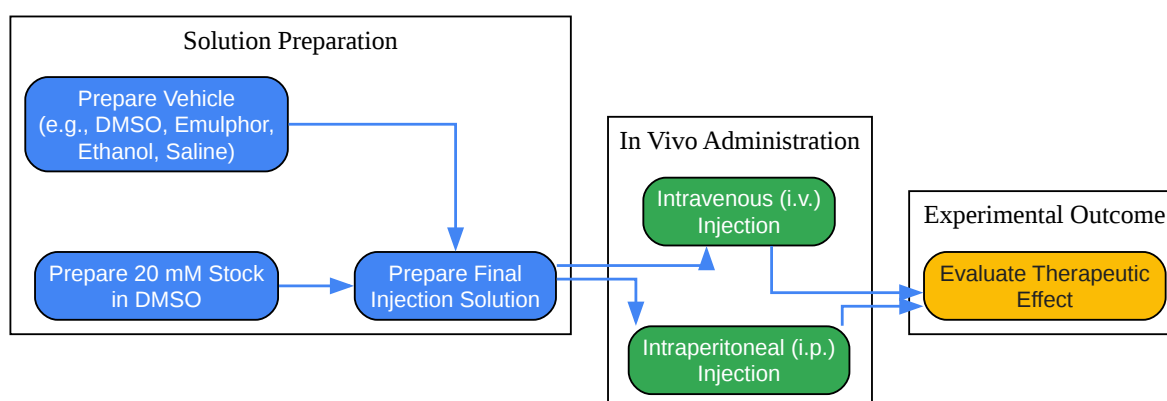 Solution Preparation
Prepare Vehicle
(e.g., DMSO, Emulphor,
Ethanol, Saline)
Prepare 20 mM Stock
in DMSO
Prepare Final
Injection Solution
In Vivo Administration
Intravenous (i.v.)
Injection
Intraperitoneal (i.p.)
Injection
Experimental Outcome
Evaluate Therapeutic
Effect